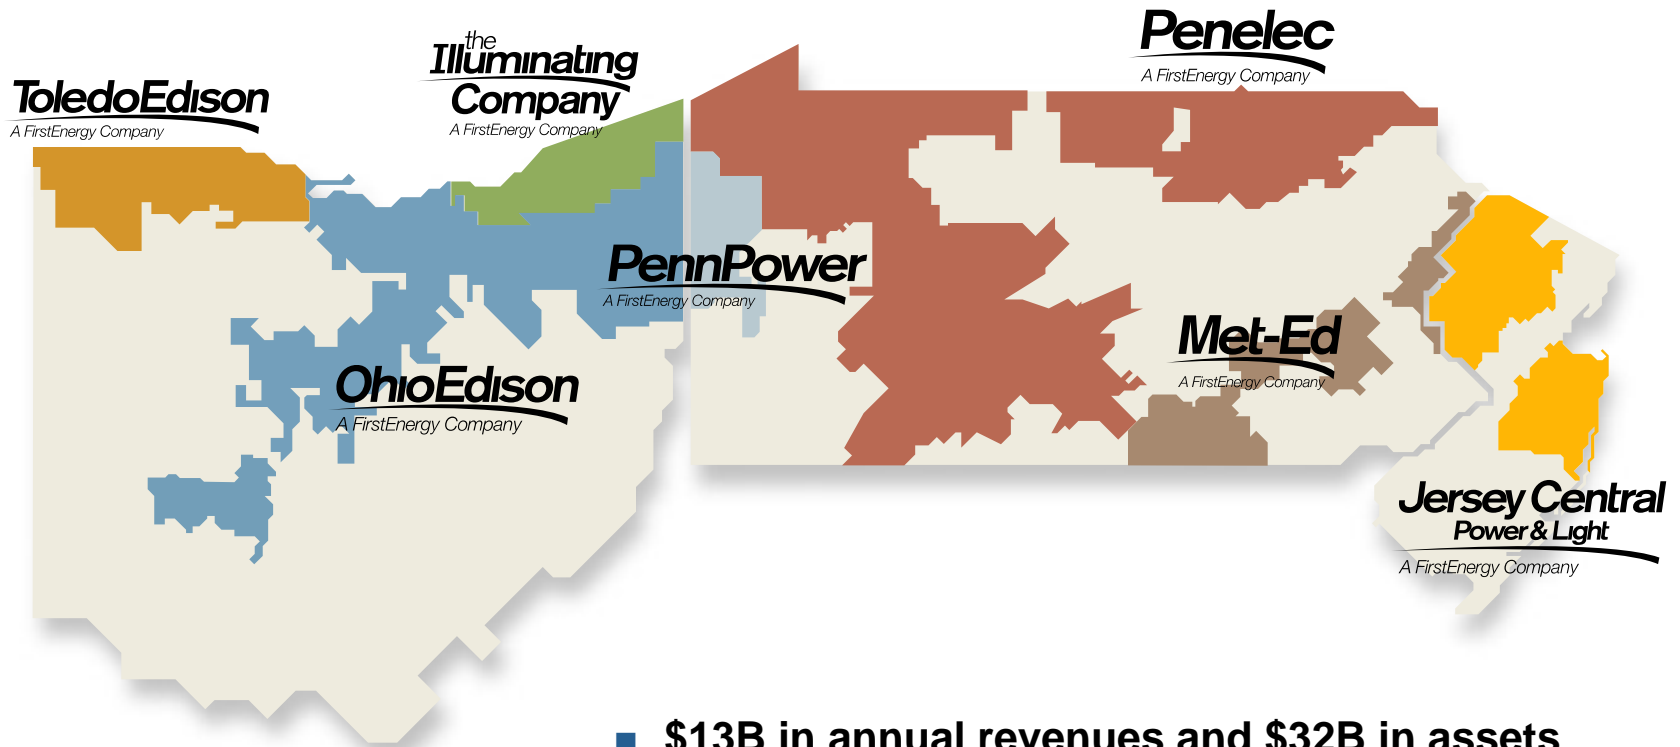 Penelec
A FirstEnergy Company
the
Illuminating
Company
A FirstEnergy Company
ToledoEdison
A FirstEnergy Company
PennPower
A FirstEnergy Company
Met-Ed
A FirstEnergy Company
OhioEdison
A FirstEnergy Company
Jersey Central
Power & Light
A FirstEnergy Company
$13B in annual revenues and $32B in assets